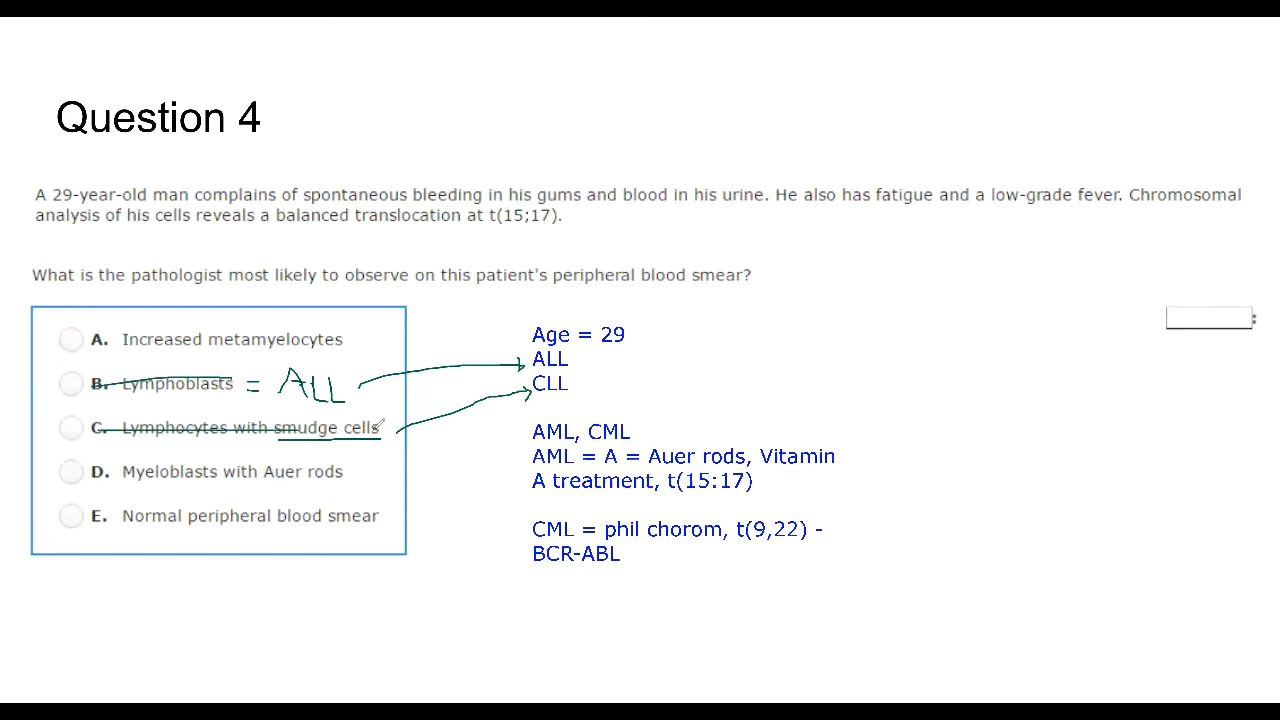 Question 4
A 29-year-old man complains of spontaneous bleeding in his gums and blood in his urine. He also has fatigue and a low-grade fever. Chromosomal
analysis of his cells reveals a balanced translocation at t(15;17).
What is the pathologist most likely to observe on this patient's peripheral blood smear?
A. Increased metamyelocytes
B. Lymphoblasts = ALL
C. Lymphocytes with smudge cells
D. Myeloblasts with Auer rods
E. Normal peripheral blood smear
Age = 29
ALL
CLL
AML, CML
AML = A = Auer rods, Vitamin
A treatment, t(15:17)
CML = phil chorom, t(9,22) -
BCR-ABL